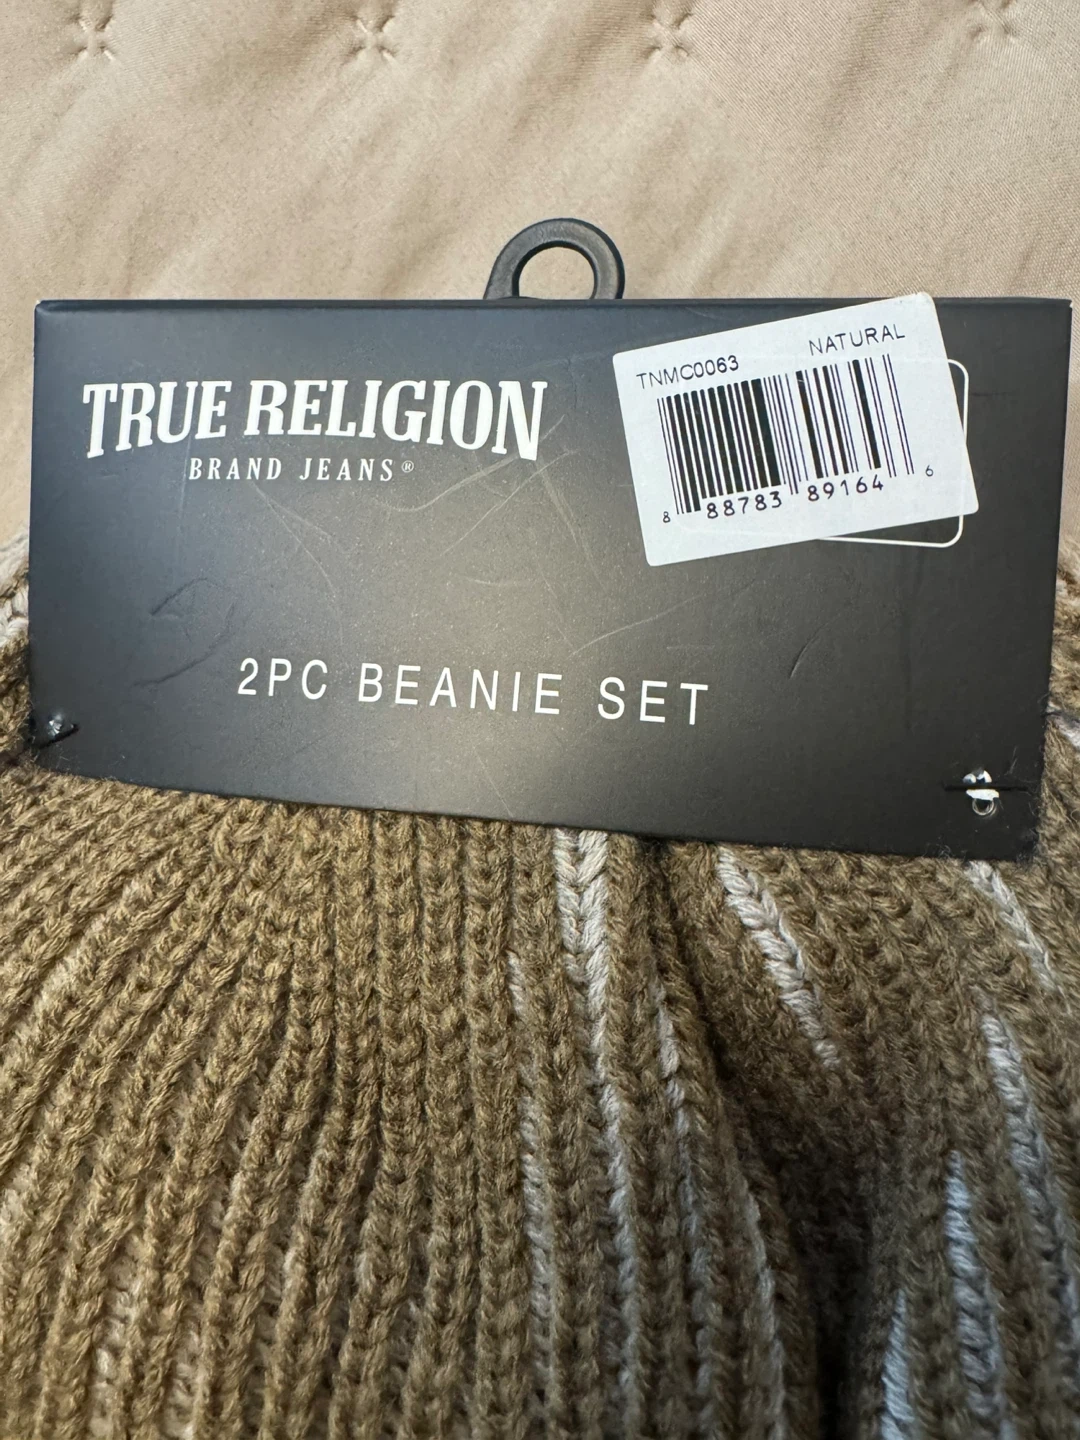 TRUE RELIGION
BRAND JEANS®
TNMC0063 NATURAL
8 88783 89164 6
2PC BEANIE SET